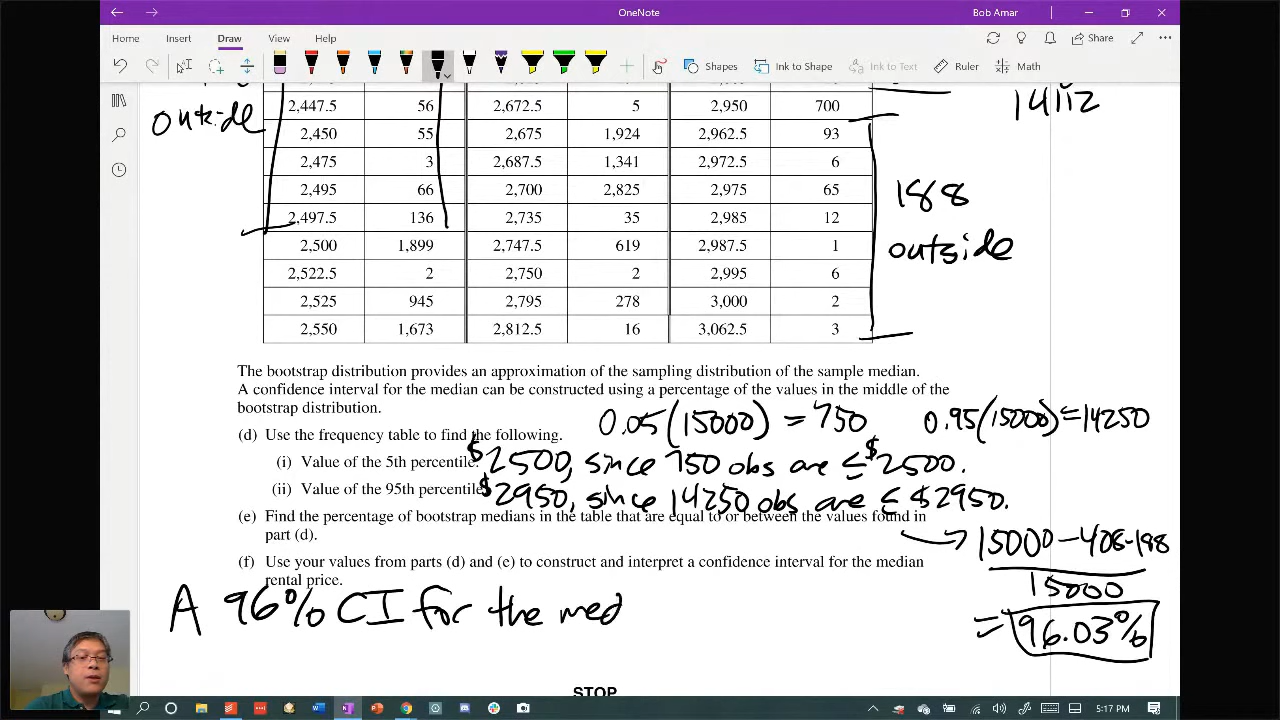 OneNote
Bob Amar
Home Insert Draw View Help
Share
Shapes Ink to Shape Ink to Text Ruler Math
outside
14112
2,447.5 56 2,672.5 5 2,950 700
2,450 55 2,675 1,924 2,962.5 93
2,475 3 2,687.5 1,341 2,972.5 6
2,495 66 2,700 2,825 2,975 65
2,497.5 136 2,735 35 2,985 12
2,500 1,899 2,747.5 619 2,987.5 1
2,522.5 2 2,750 2 2,995 6
2,525 945 2,795 278 3,000 2
2,550 1,673 2,812.5 16 3,062.5 3
188
outside
The bootstrap distribution provides an approximation of the sampling distribution of the sample median.
A confidence interval for the median can be constructed using a percentage of the values in the middle of the
bootstrap distribution.
0.05(15000) = 750 0.95(15000) = 14250
(d) Use the frequency table to find the following.
(i) Value of the 5th percentile: $2500, since 750 obs are ≤ $2500.
(ii) Value of the 95th percentile $2950, since 14250 obs are ≤ $2950.
(e) Find the percentage of bootstrap medians in the table that are equal to or between the values found in
part (d).
15000 - 408 - 188
15000
= 96.03%
(f) Use your values from parts (d) and (e) to construct and interpret a confidence interval for the median
rental price.
A 96% CI for the med
STOP
5:17 PM